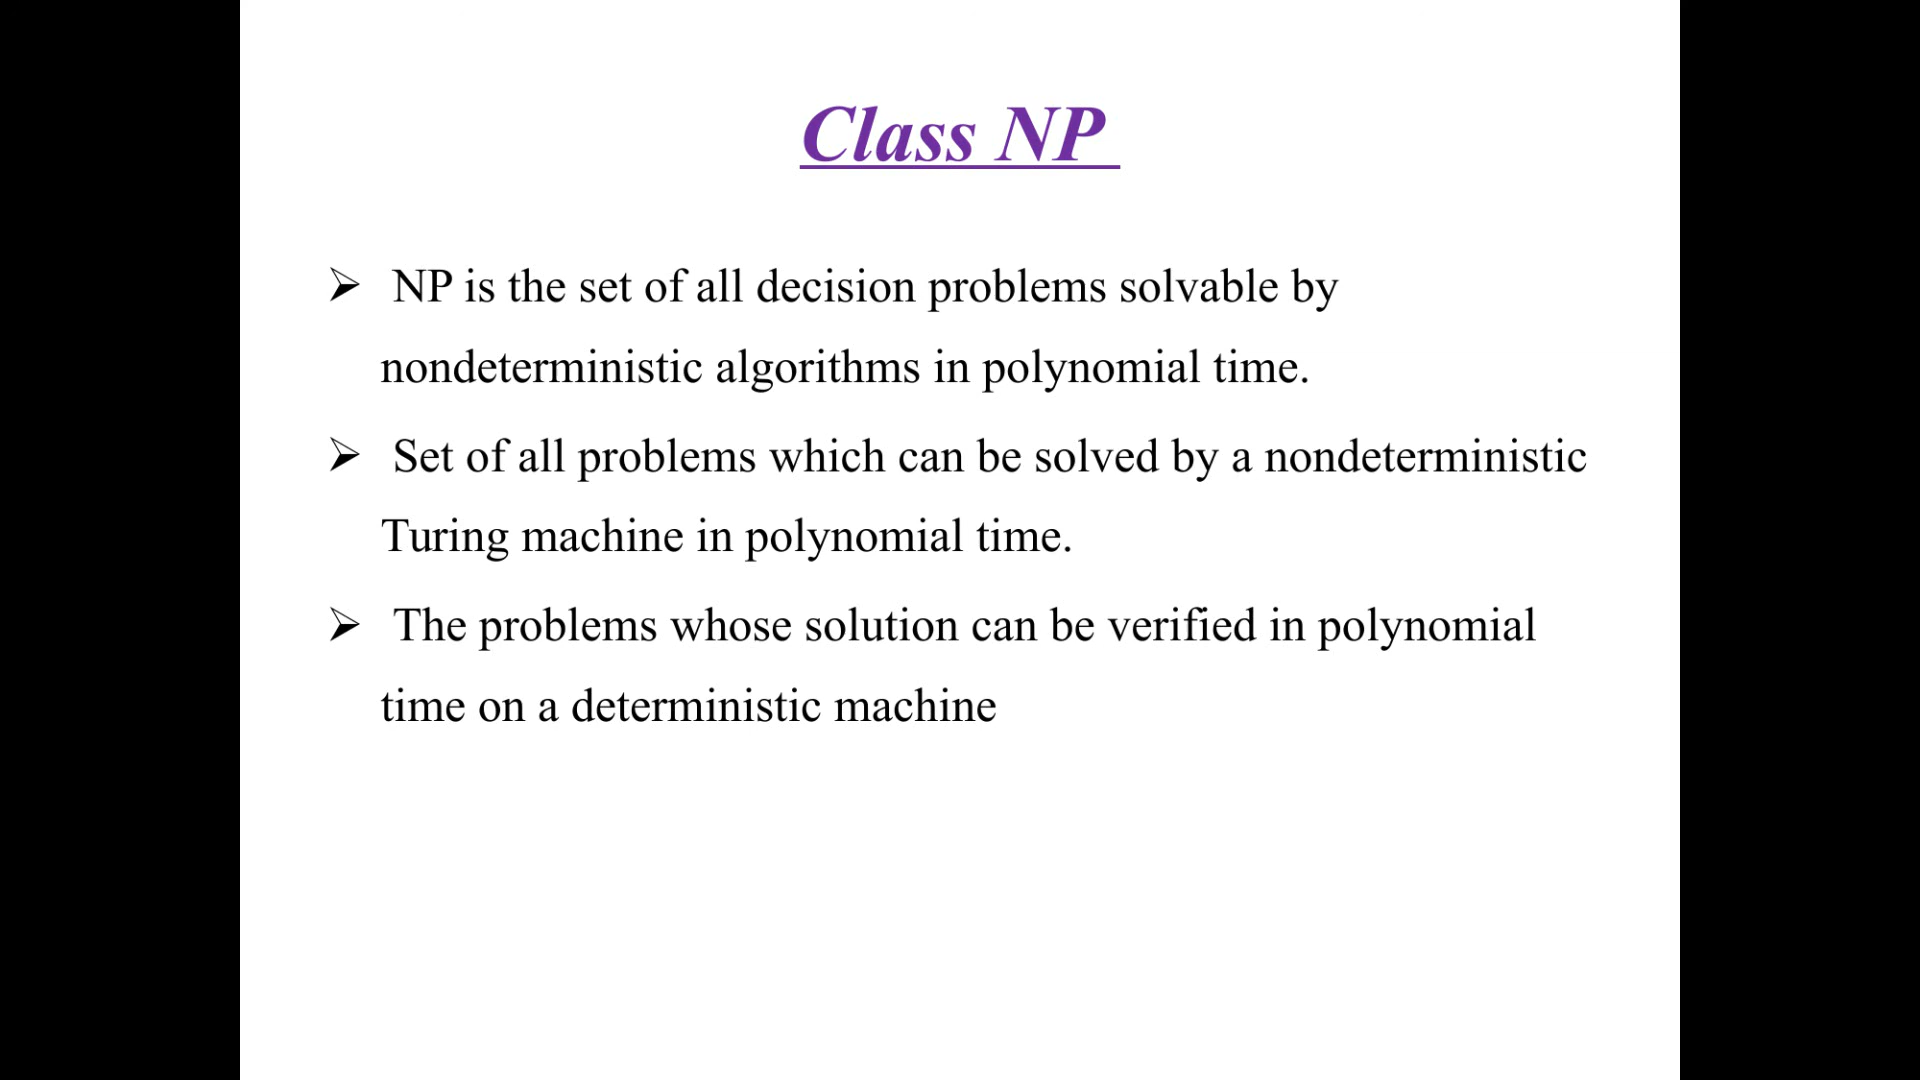 Class NP
➢ NP is the set of all decision problems solvable by
nondeterministic algorithms in polynomial time.
➢ Set of all problems which can be solved by a nondeterministic
Turing machine in polynomial time.
➢ The problems whose solution can be verified in polynomial
time on a deterministic machine